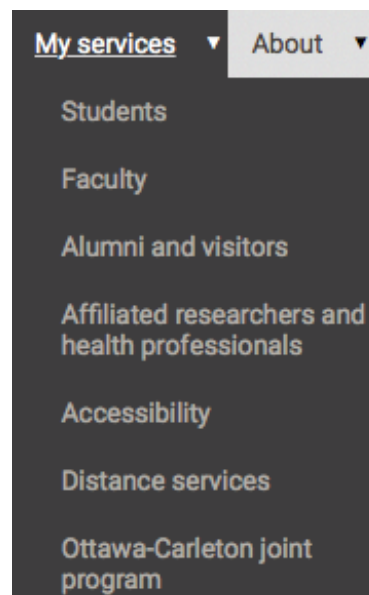 My services ▼ About ▼
Students
Faculty
Alumni and visitors
Affiliated researchers and
health professionals
Accessibility
Distance services
Ottawa-Carleton joint
program